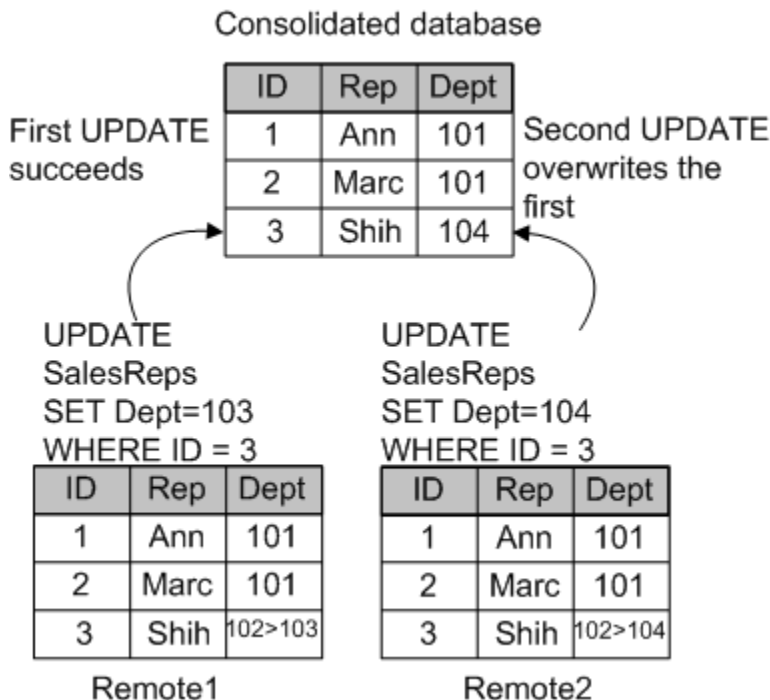 Consolidated database
ID Rep Dept
1 Ann 101
2 Marc 101
3 Shih 104
First UPDATE
succeeds
Second UPDATE
overwrites the
first
UPDATE
SalesReps
SET Dept=103
WHERE ID = 3
ID Rep Dept
1 Ann 101
2 Marc 101
3 Shih 102>103
Remote1
UPDATE
SalesReps
SET Dept=104
WHERE ID = 3
ID Rep Dept
1 Ann 101
2 Marc 101
3 Shih 102>104
Remote2